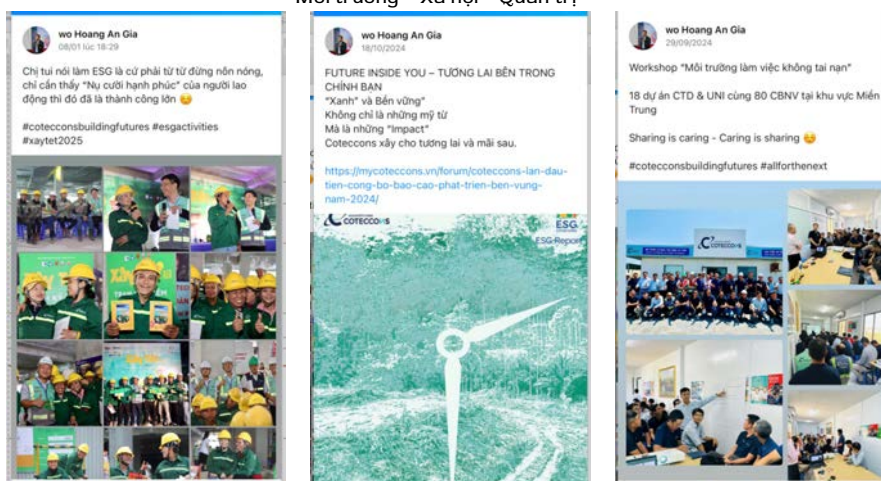 Môi trường – Xã hội – Quản trị
wo Hoang An Gia
08/01 lúc 18:29
Chị tui nói làm ESG là cứ phải từ từ đừng nôn nóng,
chỉ cần thấy "Nụ cười hạnh phúc" của người lao
động thì đó đã là thành công lớn
#cotecconsbuildingfutures #esgactivities
#xaytet2025
wo Hoang An Gia
18/10/2024
FUTURE INSIDE YOU – TƯƠNG LAI BÊN TRONG
CHÍNH BẠN
"Xanh" và Bền vững"
Không chỉ là những mỹ từ
Mà là những "Impact"
Coteccons xây cho tương lai và mãi sau.
https://mycoteccons.vn/forum/coteccons-lan-dau-
tien-cong-bo-bao-cao-phat-trien-ben-vung-
nam-2024/
COTECCONS
ESG
ESG Report
wo Hoang An Gia
29/09/2024
Workshop "Môi trường làm việc không tai nạn"
18 dự án CTD & UNI cùng 80 CBNV tại khu vực Miền
Trung
Sharing is caring - Caring is sharing
#cotecconsbuildingfutures #allforthenext
COTECCONS